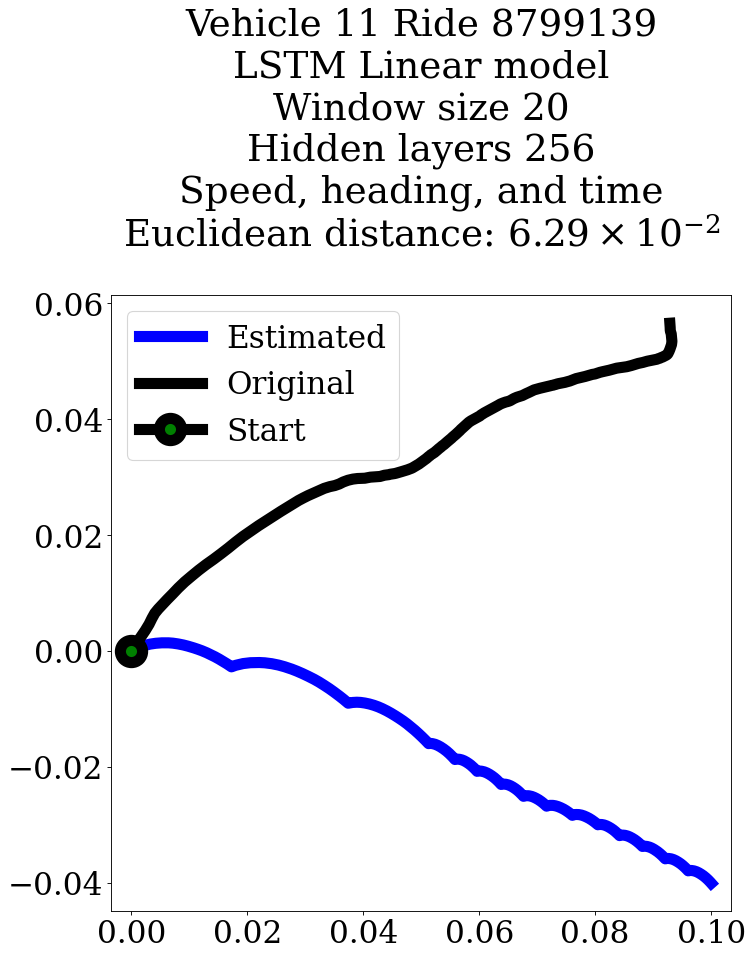 Vehicle 11 Ride 8799139
LSTM Linear model
Window size 20
Hidden layers 256
Speed, heading, and time
Euclidean distance: 6.29 × 10⁻²
0.06
Estimated
Original
Start
0.04
0.02
0.00
−0.02
−0.04
0.00 0.02 0.04 0.06 0.08 0.10